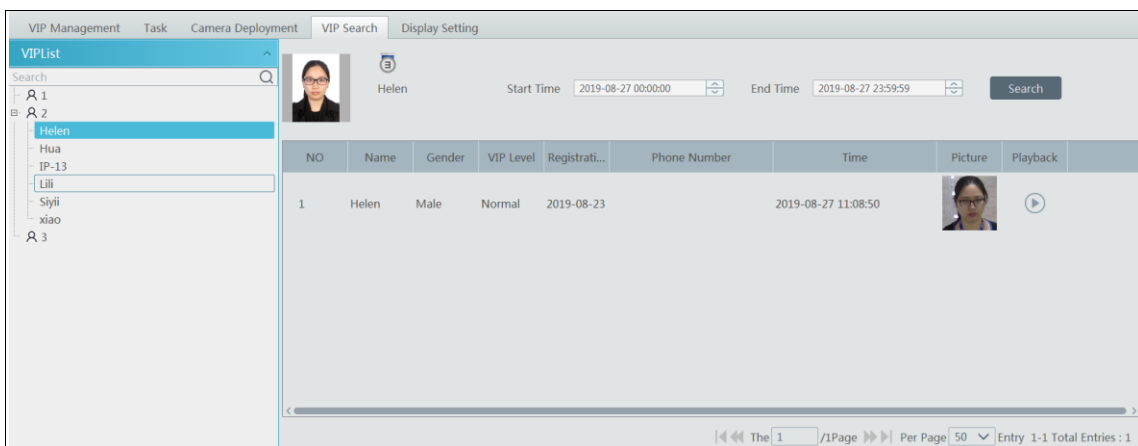 VIP Management Task Camera Deployment VIP Search Display Setting
VIPList
Search
1
2
Helen
Hua
IP-13
Lili
Siyii
xiao
3
3
Helen
Start Time 2019-08-27 00:00:00 End Time 2019-08-27 23:59:59 Search
NO Name Gender VIP Level Registrati... Phone Number Time Picture Playback
1 Helen Male Normal 2019-08-23 2019-08-27 11:08:50
The 1 /1Page Per Page 50 Entry 1-1 Total Entries : 1